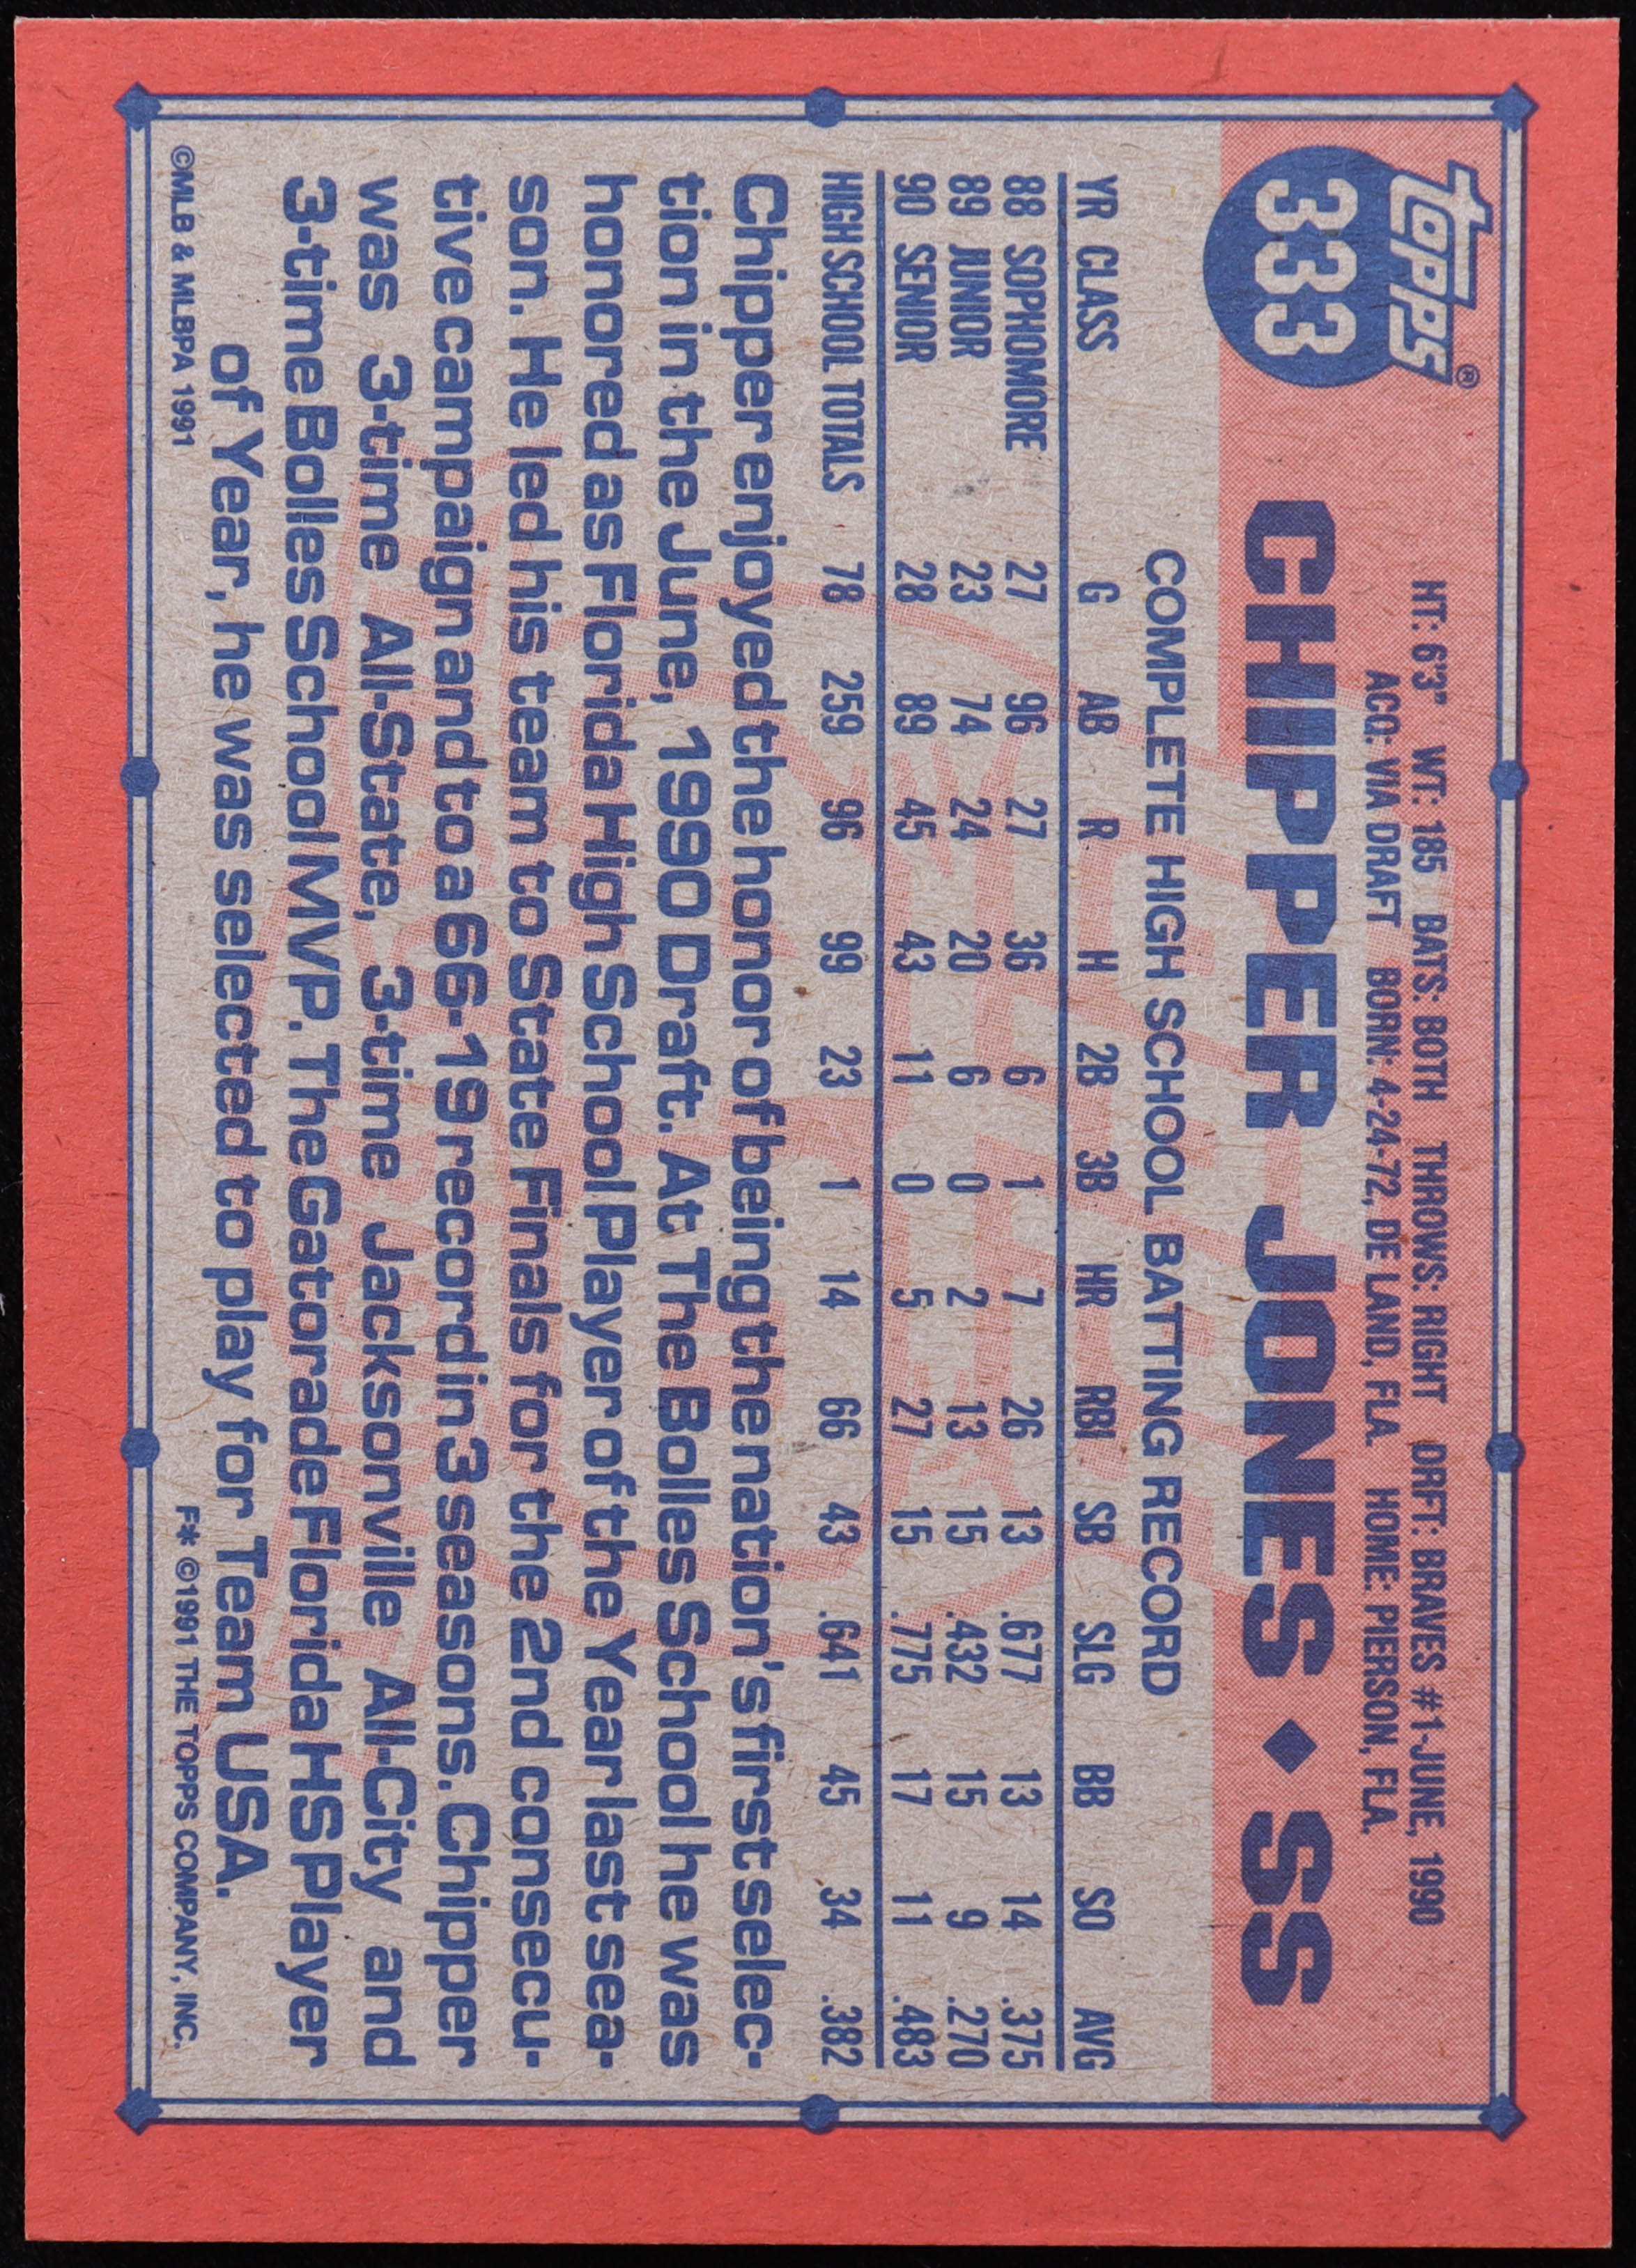 topps®
333
HT: 6'3" WT: 185 BATS: BOTH THROWS: RIGHT DRFT: BRAVES #1-JUNE, 1990
ACQ: VIA DRAFT BORN: 4-24-72, DE LAND, FLA. HOME: PIERSON, FLA.
CHIPPER JONES ♦ SS
COMPLETE HIGH SCHOOL BATTING RECORD
YR CLASS G AB R H 2B 3B HR RBI SB SLG BB SO AVG
88 SOPHOMORE 27 96 27 36 6 1 7 26 13 .677 13 14 .375
89 JUNIOR 23 74 24 20 6 0 2 13 15 .432 15 9 .270
90 SENIOR 28 89 45 43 11 0 5 27 15 .775 17 11 .483
HIGH SCHOOL TOTALS 78 259 96 99 23 1 14 66 43 .641 45 34 .382
Chipper enjoyed the honor of being the nation's first selec-
tion in the June, 1990 Draft. At The Bolles School he was
honored as Florida High School Player of the Year last sea-
son. He led his team to State Finals for the 2nd consecu-
tive campaign and to a 66-19 record in 3 seasons. Chipper
was 3-time All-State, 3-time Jacksonville All-City and
3-time Bolles School MVP. The Gatorade Florida HS Player
of Year, he was selected to play for Team USA.
©MLB & MLBPA 1991 F* ©1991 THE TOPPS COMPANY, INC.